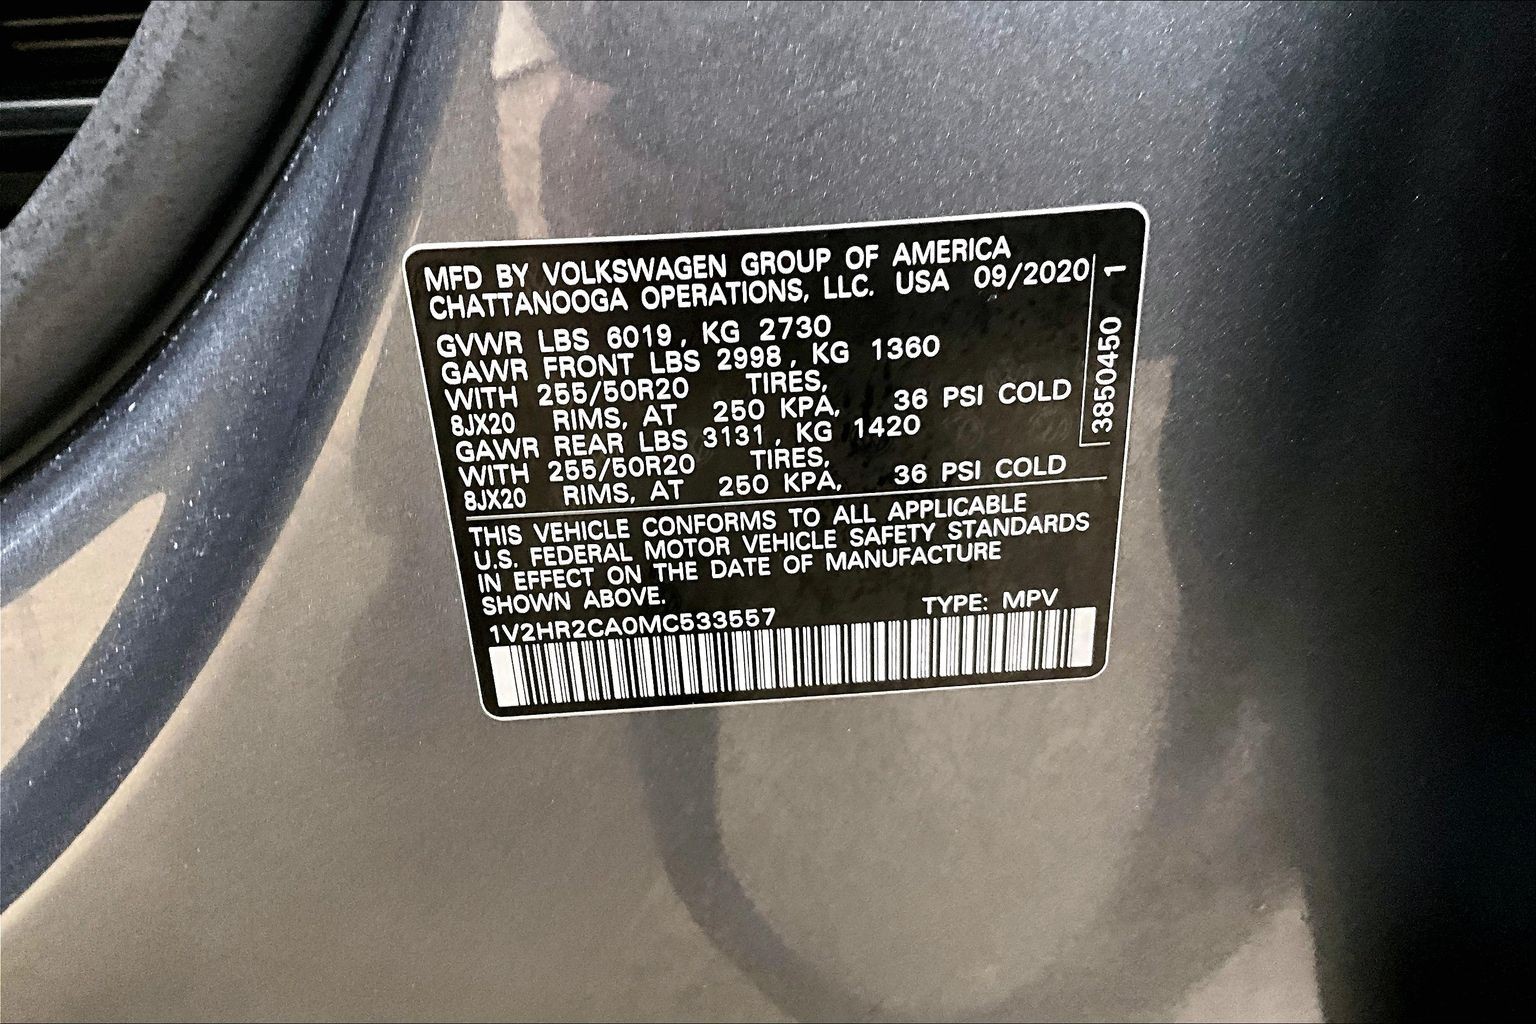 MFD BY VOLKSWAGEN GROUP OF AMERICA
CHATTANOOGA OPERATIONS, LLC. USA 09/2020
GVWR LBS 6019, KG 2730
GAWR FRONT LBS 2998, KG 1360
WITH 255/50R20 TIRES,
8JX20 RIMS, AT 250 KPA, 36 PSI COLD
GAWR REAR LBS 3131, KG 1420
WITH 255/50R20 TIRES,
8JX20 RIMS, AT 250 KPA, 36 PSI COLD
THIS VEHICLE CONFORMS TO ALL APPLICABLE
U.S. FEDERAL MOTOR VEHICLE SAFETY STANDARDS
IN EFFECT ON THE DATE OF MANUFACTURE
SHOWN ABOVE.
1V2HR2CA0MC533557 TYPE: MPV
3850450 1